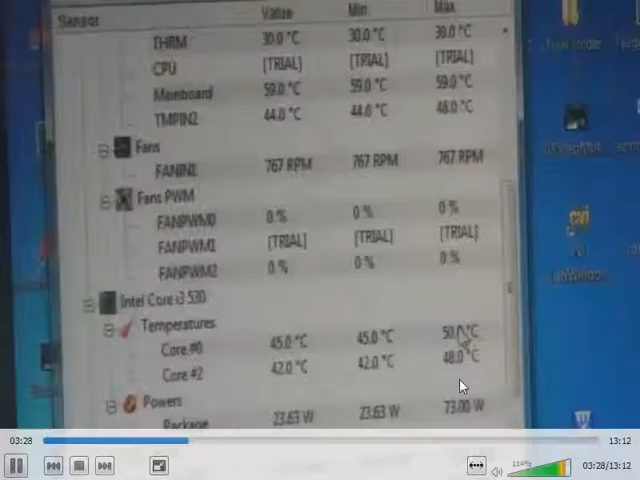 Sensor Value Min Max
THRM 30.0 °C 30.0 °C 30.0 °C
CPU [TRIAL] [TRIAL] [TRIAL]
Mainboard 59.0 °C 59.0 °C 59.0 °C
TMPIN2 44.0 °C 44.0 °C 48.0 °C
Fans
FANIN1 767 RPM 767 RPM 767 RPM
Fans PWM
FANPWM0 0 % 0 % 0 %
FANPWM1 [TRIAL] [TRIAL] [TRIAL]
FANPWM2 0 % 0 % 0 %
Intel Core i3 530
Temperatures
Core #0 45.0 °C 45.0 °C 50.0 °C
Core #2 42.0 °C 42.0 °C 48.0 °C
Powers
Package 23.63 W 23.63 W 73.00 W
03:28 13:12
114%
03:28/13:12